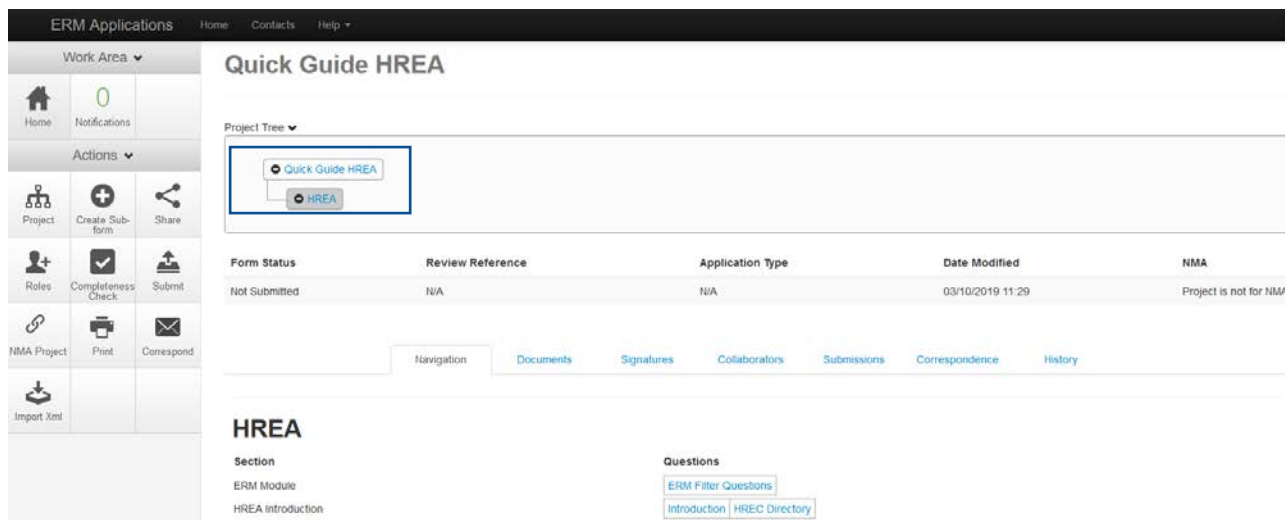 ERM Applications Home Contacts Help
Work Area
Quick Guide HREA
0
Home Notifications
Project Tree
Actions
Quick Guide HREA
HREA
Project Create Sub-
form Share
Form Status Review Reference Application Type Date Modified NMA
Roles Completeness
Check Submit
Not Submitted N/A N/A 03/10/2019 11:29 Project is not for NMA
NMA Project Print Correspond
Navigation Documents Signatures Collaborators Submissions Correspondence History
Import Xml
HREA
Section Questions
ERM Module ERM Filter Questions
HREA Introduction Introduction HREC Directory